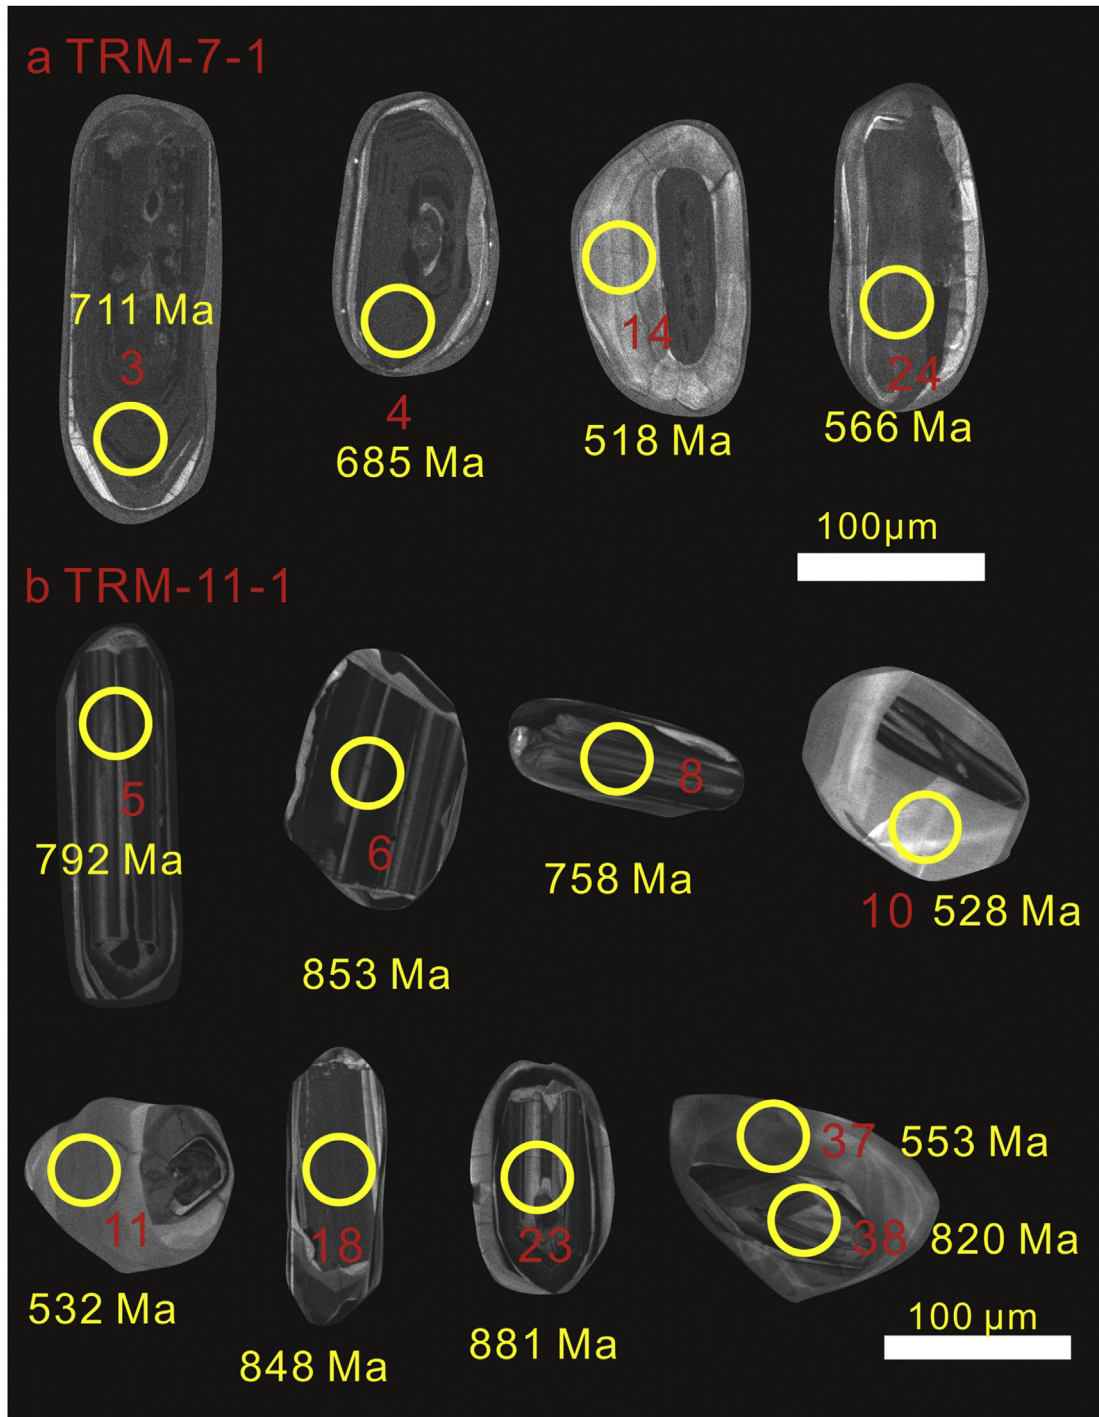 a TRM-7-1
711 Ma
3
4
685 Ma
14
518 Ma
24
566 Ma
100µm
b TRM-11-1
5
792 Ma
6
853 Ma
8
758 Ma
10 528 Ma
11
532 Ma
18
848 Ma
23
881 Ma
37 553 Ma
38 820 Ma
100 µm